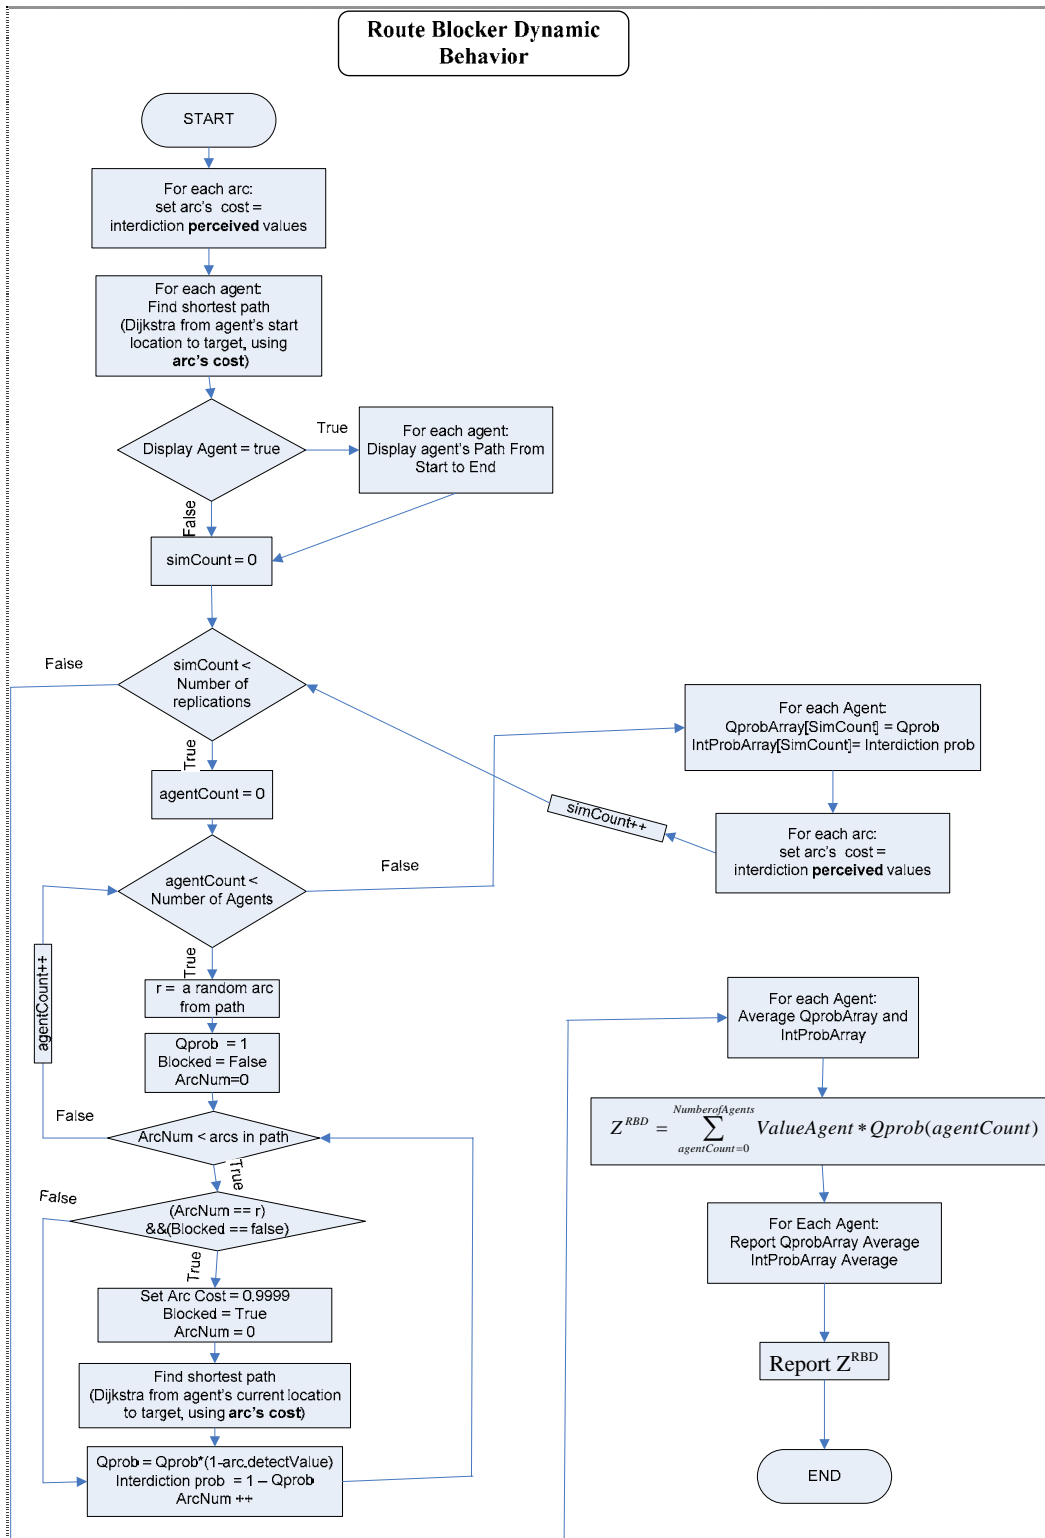 Route Blocker Dynamic
Behavior
START
For each arc:
set arc's cost =
interdiction perceived values
For each agent:
Find shortest path
(Dijkstra from agent's start
location to target, using
arc's cost)
Display Agent = true
True
For each agent:
Display agent's Path From
Start to End
False
simCount = 0
False
simCount <
Number of
replications
True
agentCount = 0
For each Agent:
QprobArray[SimCount] = Qprob
IntProbArray[SimCount]= Interdiction prob
simCount++
For each arc:
set arc's cost =
interdiction perceived values
agentCount <
Number of Agents
False
agentCount++
True
r = a random arc
from path
Qprob = 1
Blocked = False
ArcNum=0
False
ArcNum < arcs in path
True
False
(ArcNum == r)
&&(Blocked == false)
True
Set Arc Cost = 0.9999
Blocked = True
ArcNum = 0
Find shortest path
(Dijkstra from agent's current location
to target, using arc's cost)
Qprob = Qprob*(1-arc.detectValue)
Interdiction prob = 1 – Qprob
ArcNum ++
For each Agent:
Average QprobArray and
IntProbArray
Z^RBD = ∑_{agentCount=0}^{NumberofAgents} ValueAgent * Qprob(agentCount)
For Each Agent:
Report QprobArray Average
IntProbArray Average
Report Z^RBD
END